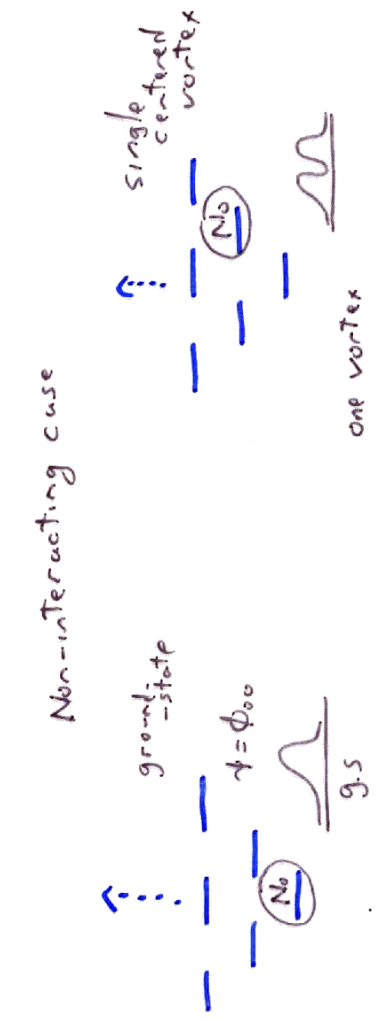 Non-interacting case
ground
-state
ψ = ϕ₀₀
N₀
g.s
single
centered
vortex
N₀
one vortex